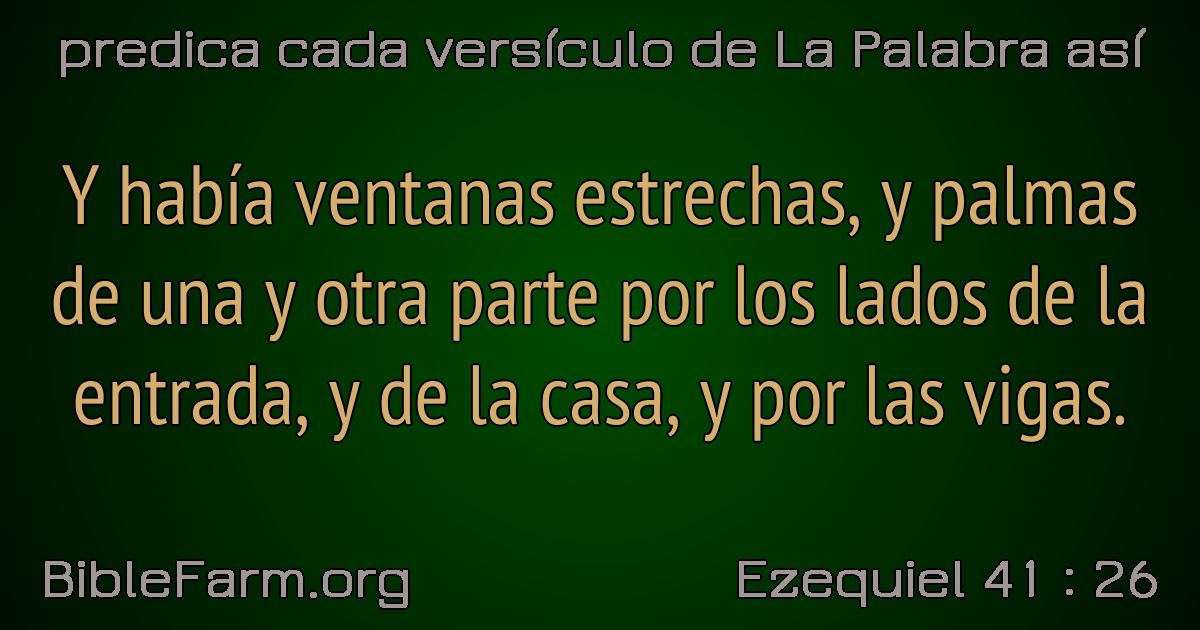 predica cada versículo de La Palabra así
Y había ventanas estrechas, y palmas
de una y otra parte por los lados de la
entrada, y de la casa, y por las vigas.
BibleFarm.org
Ezequiel 41 : 26